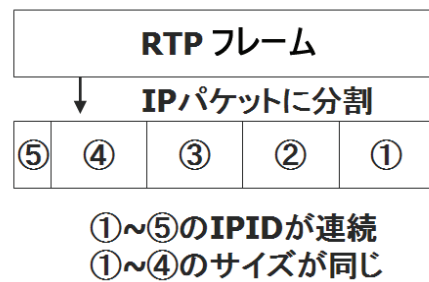 RTP フレーム
IPパケットに分割
⑤ ④ ③ ② ①
①~⑤のIPIDが連続
①~④のサイズが同じ